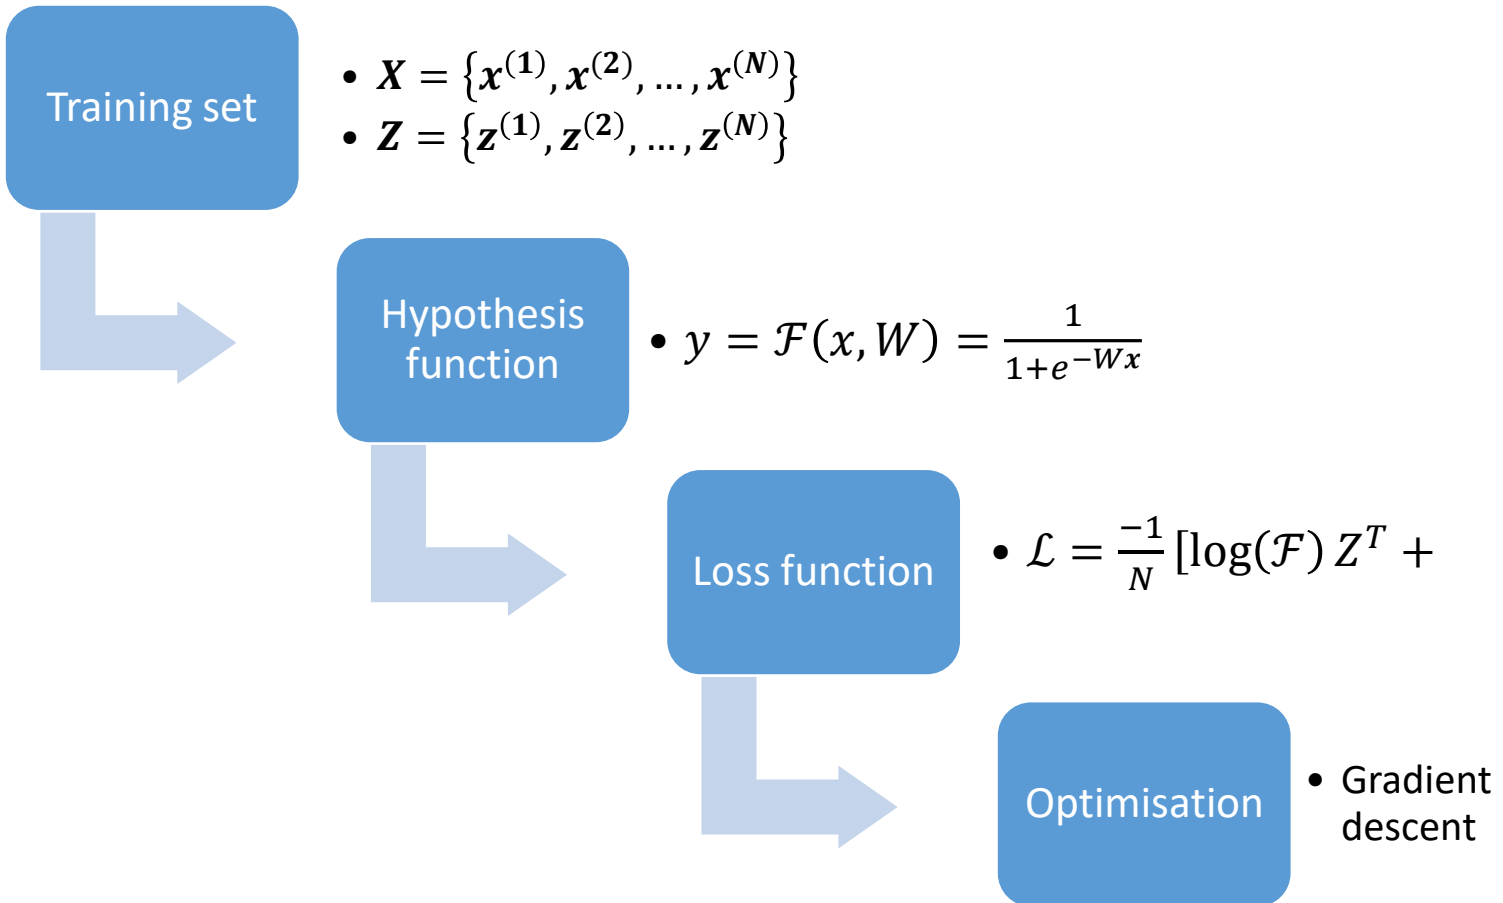 Training set
• X = {x^(1), x^(2), ..., x^(N)}
• Z = {z^(1), z^(2), ..., z^(N)}
Hypothesis
function
• y = ℱ(x, W) = 1/(1+e^−Wx)
Loss function
• ℒ = −1/N [log(ℱ) Z^T +
Optimisation
• Gradient
descent